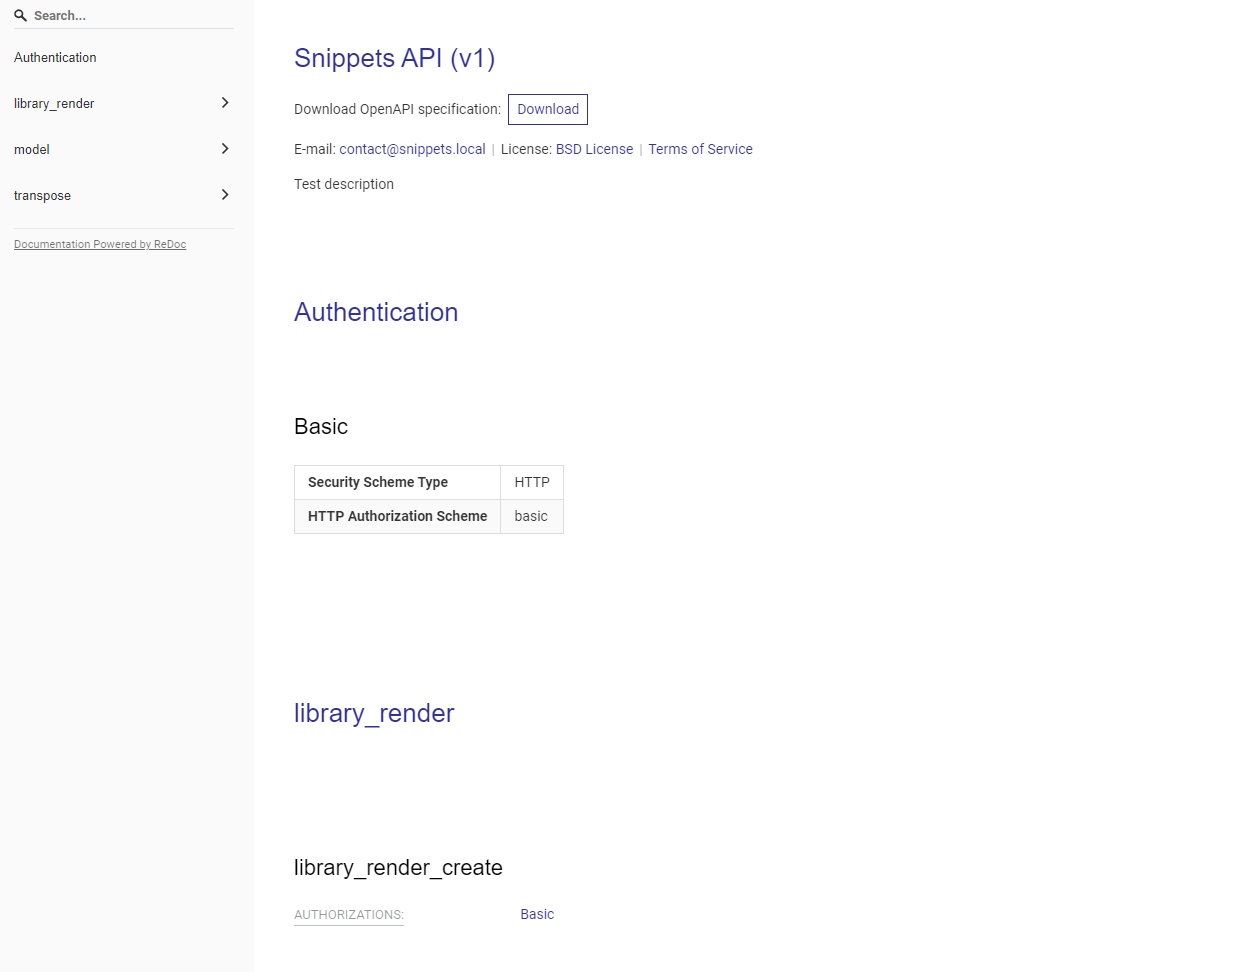 Search...
Authentication
library_render
model
transpose
Documentation Powered by ReDoc
Snippets API (v1)
Download OpenAPI specification: Download
E-mail: contact@snippets.local | License: BSD License | Terms of Service
Test description
Authentication
Basic
Security Scheme Type HTTP
HTTP Authorization Scheme basic
library_render
library_render_create
AUTHORIZATIONS: Basic